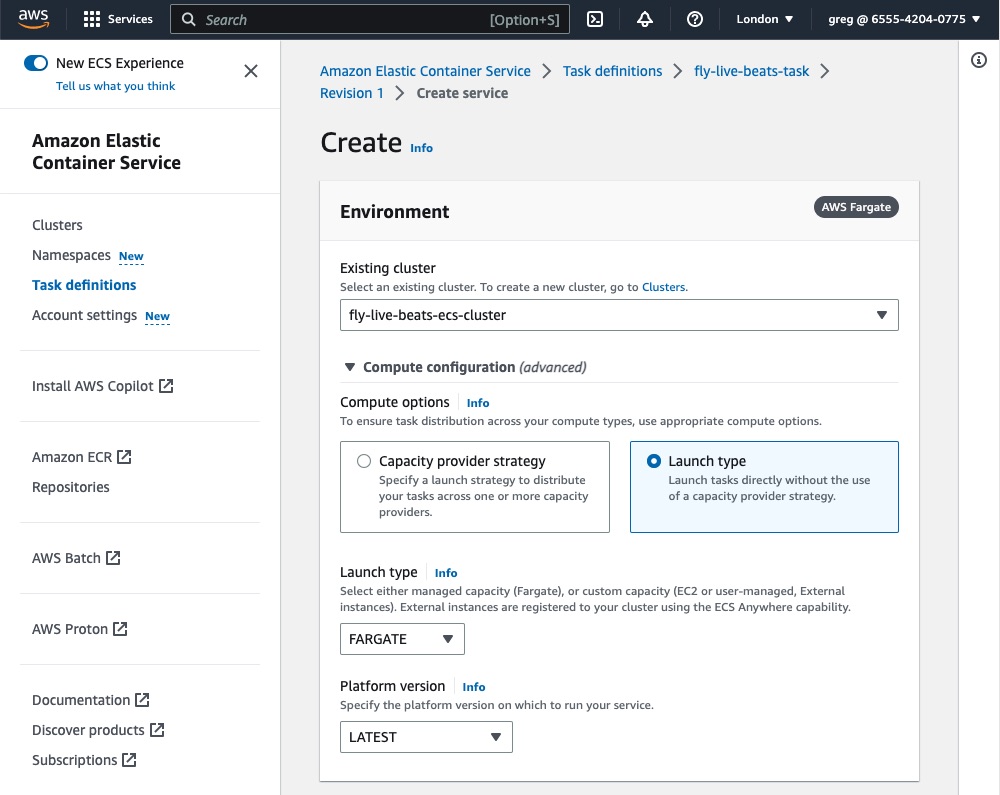 aws
Services
Search [Option+S]
London
greg @ 6555-4204-0775
New ECS Experience
Tell us what you think
Amazon Elastic
Container Service
Clusters
Namespaces New
Task definitions
Account settings New
Install AWS Copilot
Amazon ECR
Repositories
AWS Batch
AWS Proton
Documentation
Discover products
Subscriptions
Amazon Elastic Container Service > Task definitions > fly-live-beats-task >
Revision 1 > Create service
Create Info
Environment
AWS Fargate
Existing cluster
Select an existing cluster. To create a new cluster, go to Clusters.
fly-live-beats-ecs-cluster
Compute configuration (advanced)
Compute options Info
To ensure task distribution across your compute types, use appropriate compute options.
Capacity provider strategy
Specify a launch strategy to distribute
your tasks across one or more capacity
providers.
Launch type
Launch tasks directly without the use
of a capacity provider strategy.
Launch type Info
Select either managed capacity (Fargate), or custom capacity (EC2 or user-managed, External
instances). External instances are registered to your cluster using the ECS Anywhere capability.
FARGATE
Platform version Info
Specify the platform version on which to run your service.
LATEST